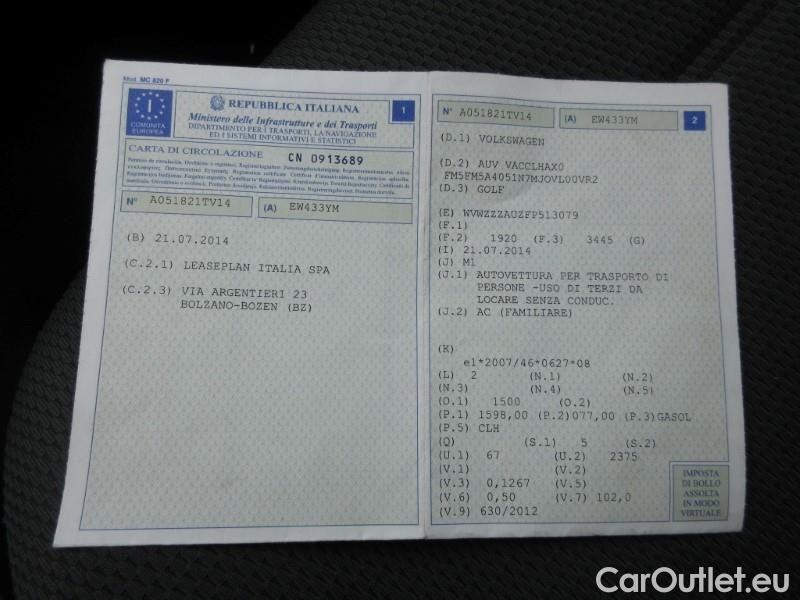 Mod. MC 820 F
I
COMUNITÀ
EUROPEA
REPUBBLICA ITALIANA
1
Ministero delle Infrastrutture e dei Trasporti
DIPARTIMENTO PER I TRASPORTI, LA NAVIGAZIONE
ED I SISTEMI INFORMATIVI E STATISTICI
CARTA DI CIRCOLAZIONE CN 0913689
N° A051821TV14 (A) EW433YM
(B) 21.07.2014
(C.2.1) LEASEPLAN ITALIA SPA
(C.2.3) VIA ARGENTIERI 23
BOLZANO-BOZEN (BZ)
N° A051821TV14 (A) EW433YM 2
(D.1) VOLKSWAGEN
(D.2) AUV VACCLHAX0
FM5FM5A4051N7MJOVL00VR2
(D.3) GOLF
(E) WVWZZZAUZFP513079
(F.1)
(F.2) 1920 (F.3) 3445 (G)
(I) 21.07.2014
(J) M1
(J.1) AUTOVETTURA PER TRASPORTO DI
PERSONE -USO DI TERZI DA
LOCARE SENZA CONDUC.
(J.2) AC (FAMILIARE)
(K)
e1*2007/46*0627*08
(L) 2 (N.1) (N.2)
(N.3) (N.4) (N.5)
(O.1) 1500 (O.2)
(P.1) 1598,00 (P.2)077,00 (P.3)GASOL
(P.5) CLH
(Q) (S.1) 5 (S.2)
(U.1) 67 (U.2) 2375
(V.1) (V.2)
(V.3) 0,1267 (V.5)
(V.6) 0,50 (V.7) 102,0
(V.9) 630/2012
IMPOSTA
DI BOLLO
ASSOLTA
IN MODO
VIRTUALE
CarOutlet.eu